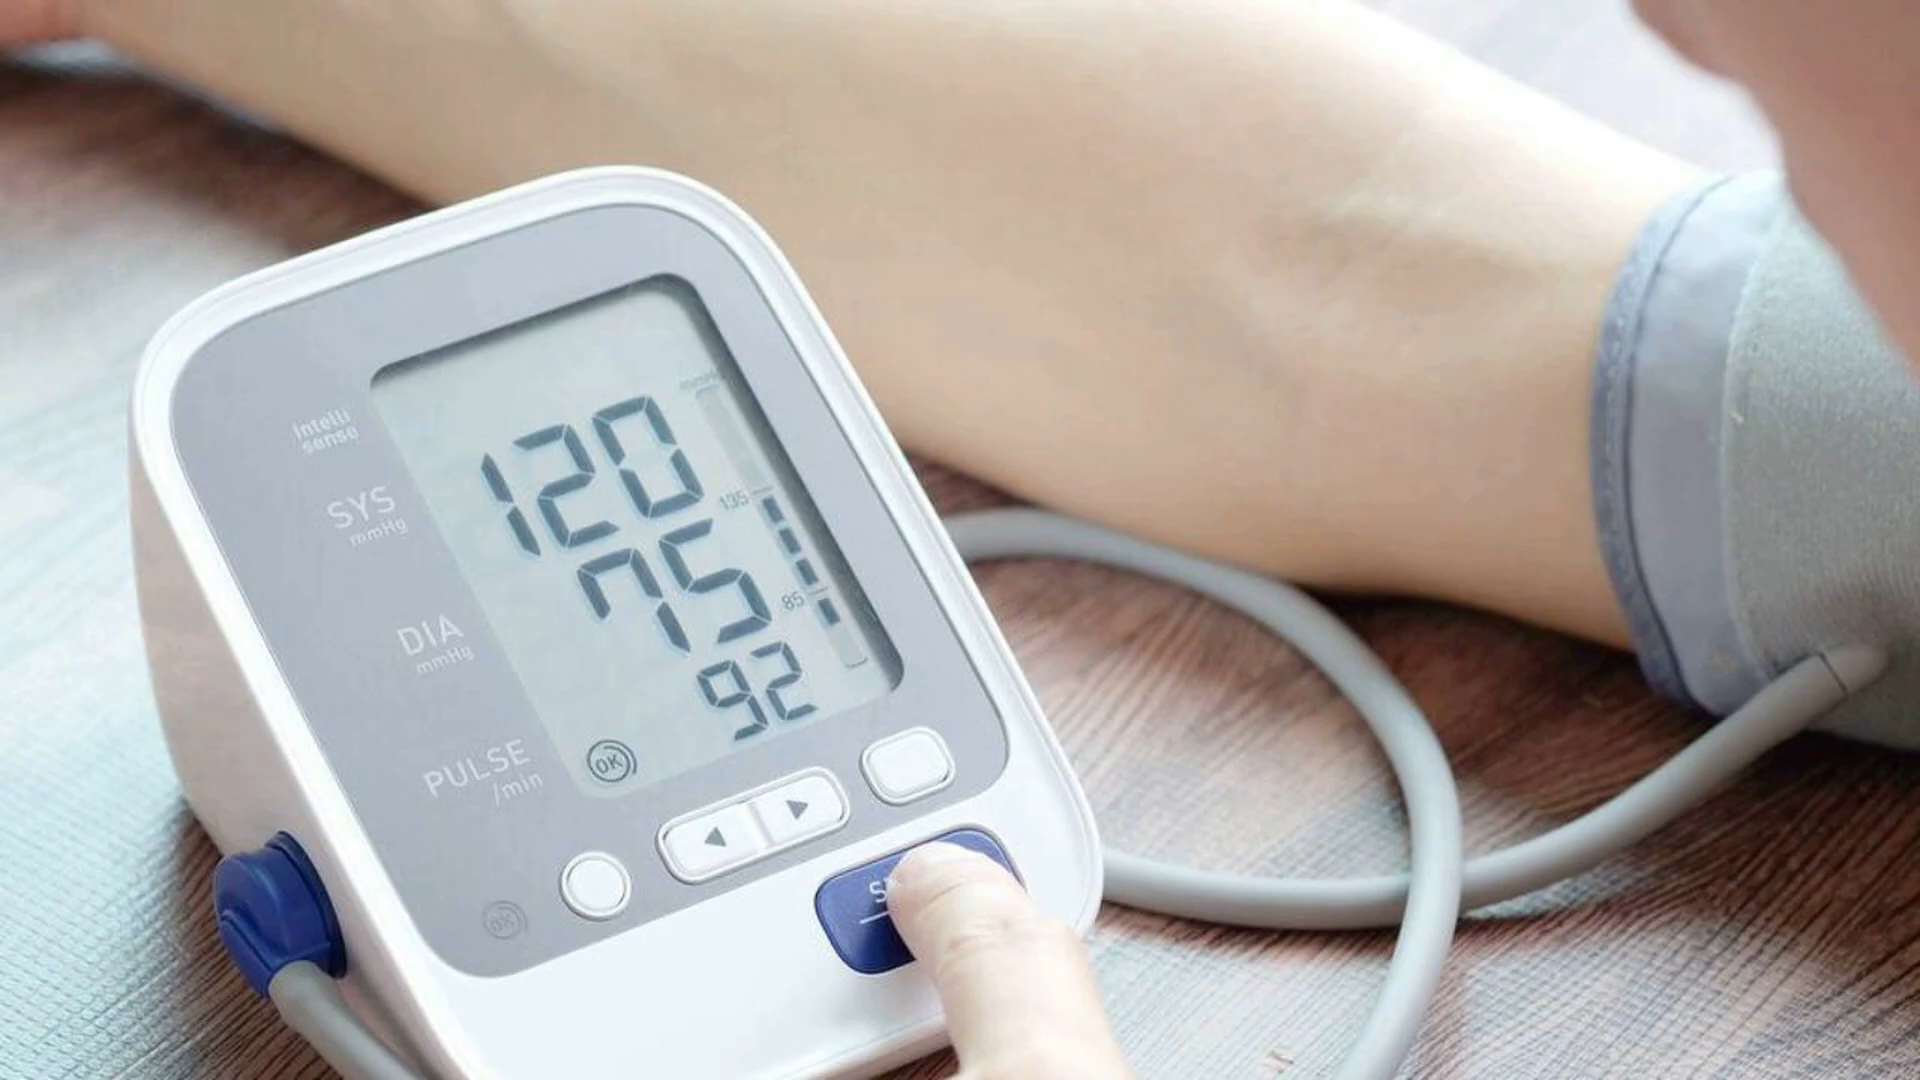 intelli
sense
SYS
mmHg
120
135
DIA
mmHg
75
85
PULSE
/min
92
OK
OK